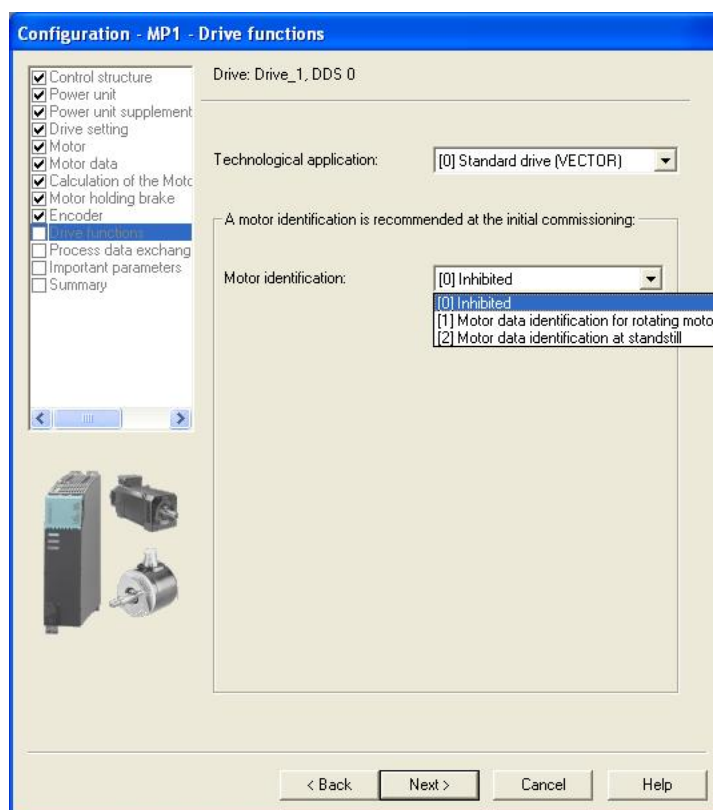 Configuration - MP1 - Drive functions
Control structure
Power unit
Power unit supplement
Drive setting
Motor
Motor data
Calculation of the Motc
Motor holding brake
Encoder
Drive functions
Process data exchang
Important parameters
Summary
Drive: Drive_1, DDS 0
Technological application:
[0] Standard drive (VECTOR)
A motor identification is recommended at the initial commissioning:
Motor identification:
[0] Inhibited
[0] Inhibited
[1] Motor data identification for rotating moto
[2] Motor data identification at standstill
< Back
Next >
Cancel
Help